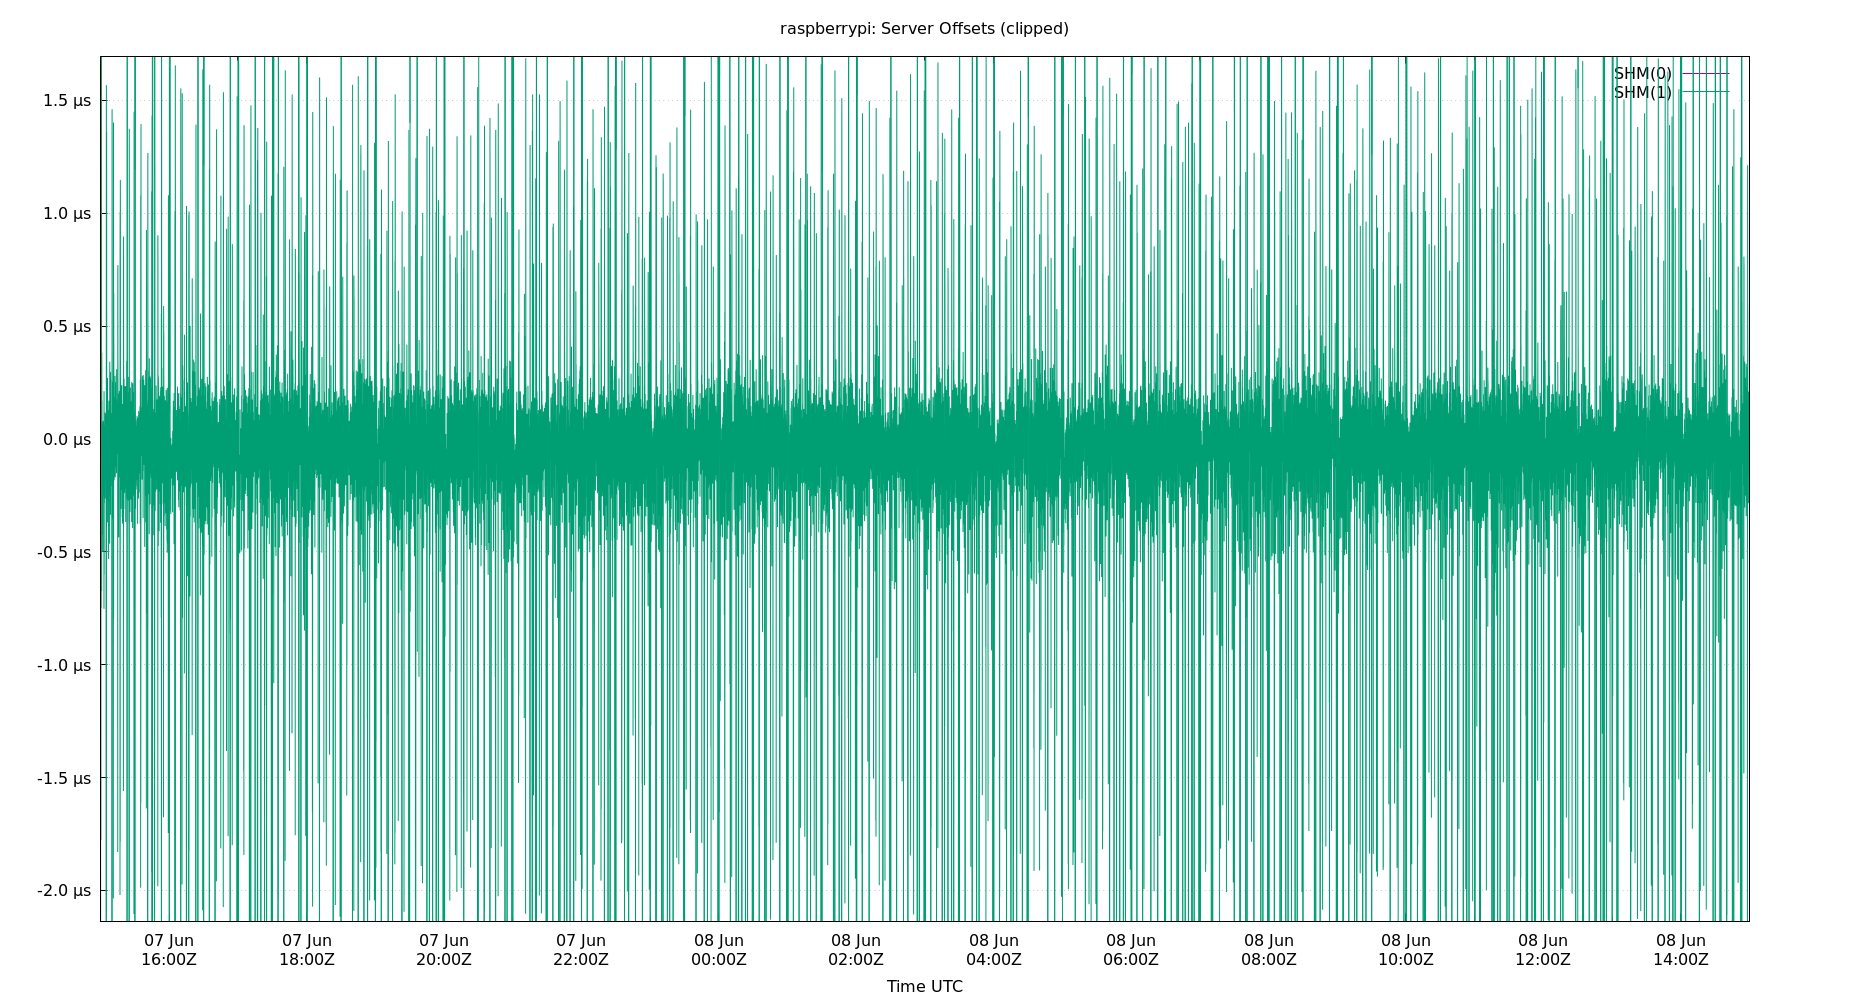 raspberrypi: Server Offsets (clipped)
SHM(0)
SHM(1)
1.5 µs
1.0 µs
0.5 µs
0.0 µs
-0.5 µs
-1.0 µs
-1.5 µs
-2.0 µs
07 Jun 07 Jun 07 Jun 07 Jun 08 Jun 08 Jun 08 Jun 08 Jun 08 Jun 08 Jun 08 Jun 08 Jun
16:00Z 18:00Z 20:00Z 22:00Z 00:00Z 02:00Z 04:00Z 06:00Z 08:00Z 10:00Z 12:00Z 14:00Z
Time UTC